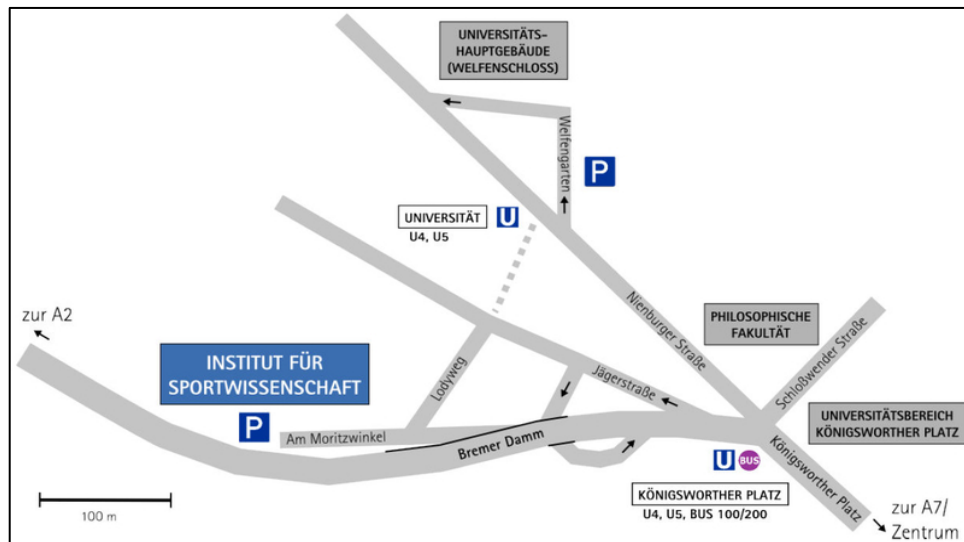 UNIVERSITÄTS-
HAUPTGEBÄUDE
(WELFENSCHLOSS)
Welfengarten
P
UNIVERSITÄT
U4, U5
U
zur A2
Nienburger Straße
PHILOSOPHISCHE
FAKULTÄT
Schloßwender Straße
INSTITUT FÜR
SPORTWISSENSCHAFT
Lodyweg
Jägerstraße
P
Am Moritzwinkel
Bremer Damm
UNIVERSITÄTSBEREICH
KÖNIGSWORTHER PLATZ
U
BUS
Königsworther Platz
KÖNIGSWORTHER PLATZ
U4, U5, BUS 100/200
100 m
zur A7/
Zentrum